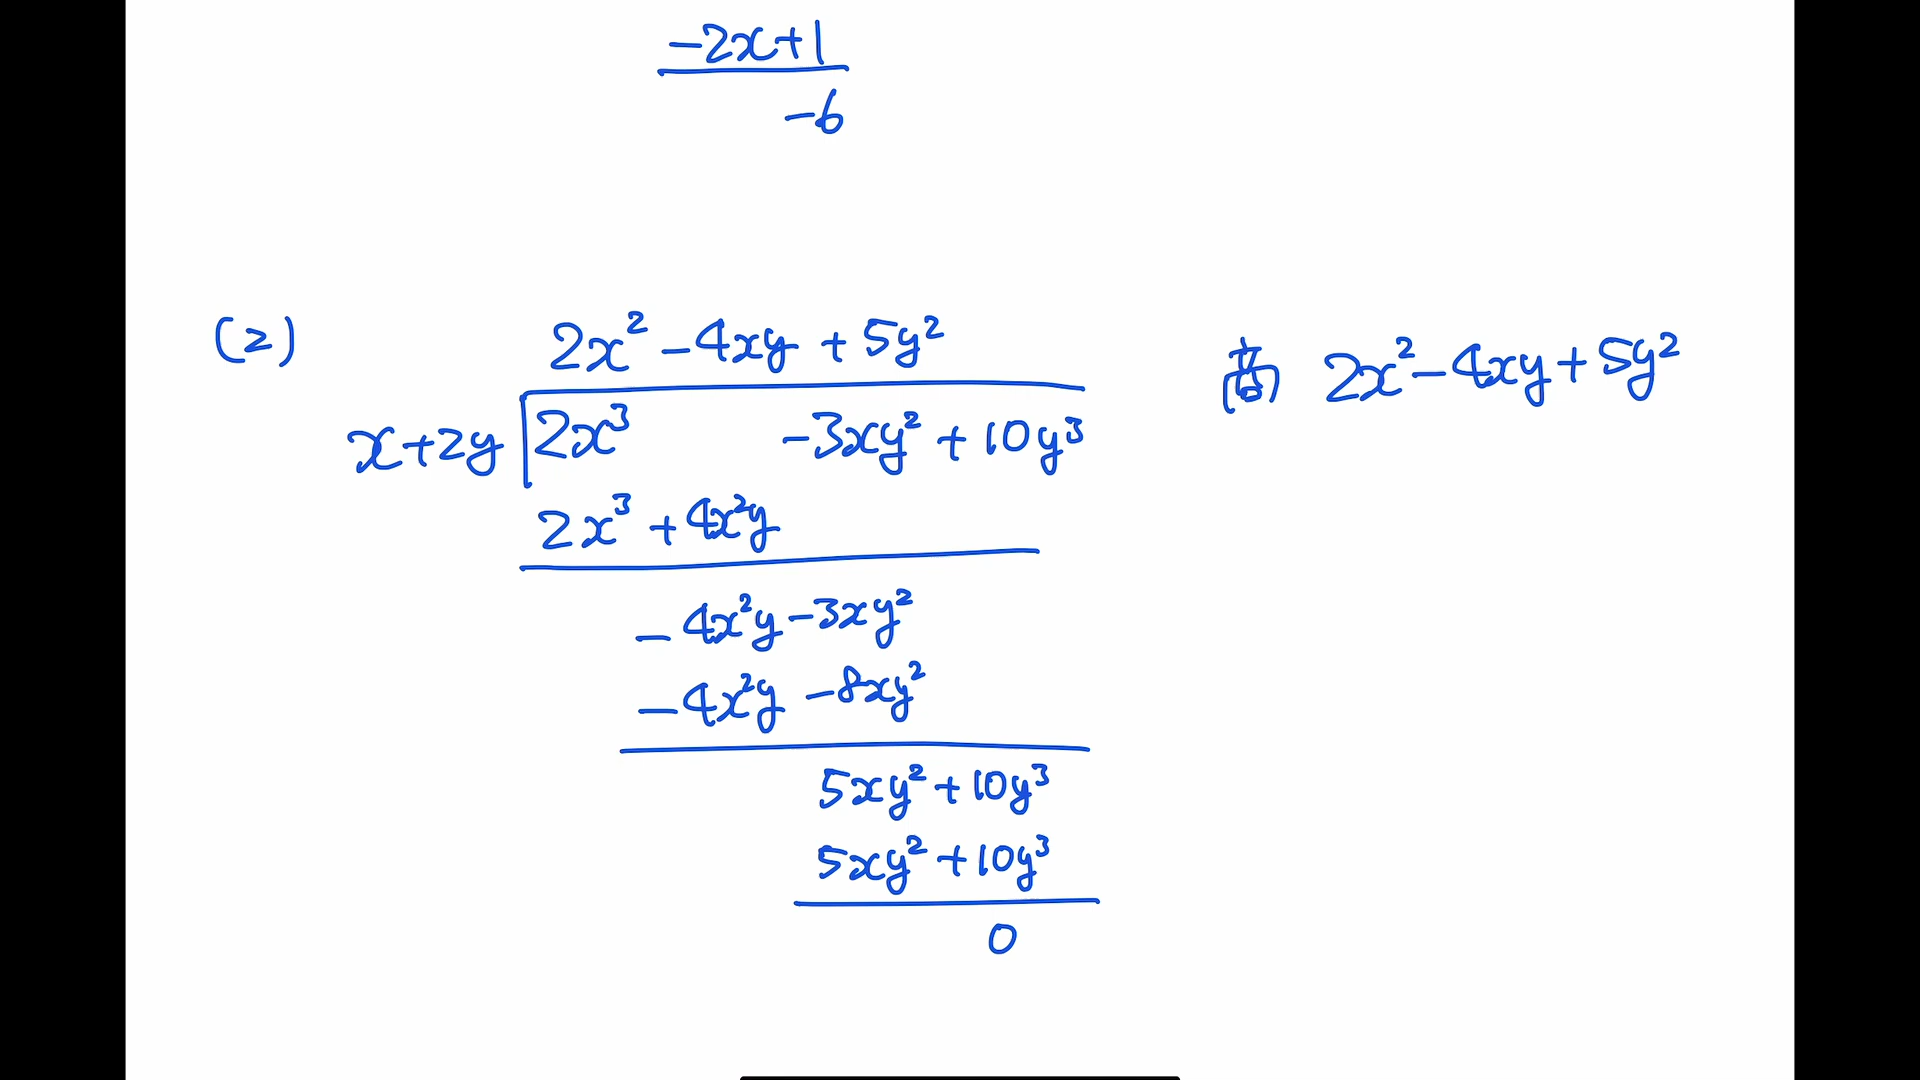 -2x+1
-6
(2)
2x² -4xy + 5y²
商 2x²-4xy+5y²
x+2y 2x³ -3xy² + 10y³
2x³ + 4x²y
- 4x²y -3xy²
- 4x²y -8xy²
5xy² + 10y³
5xy² + 10y³
0